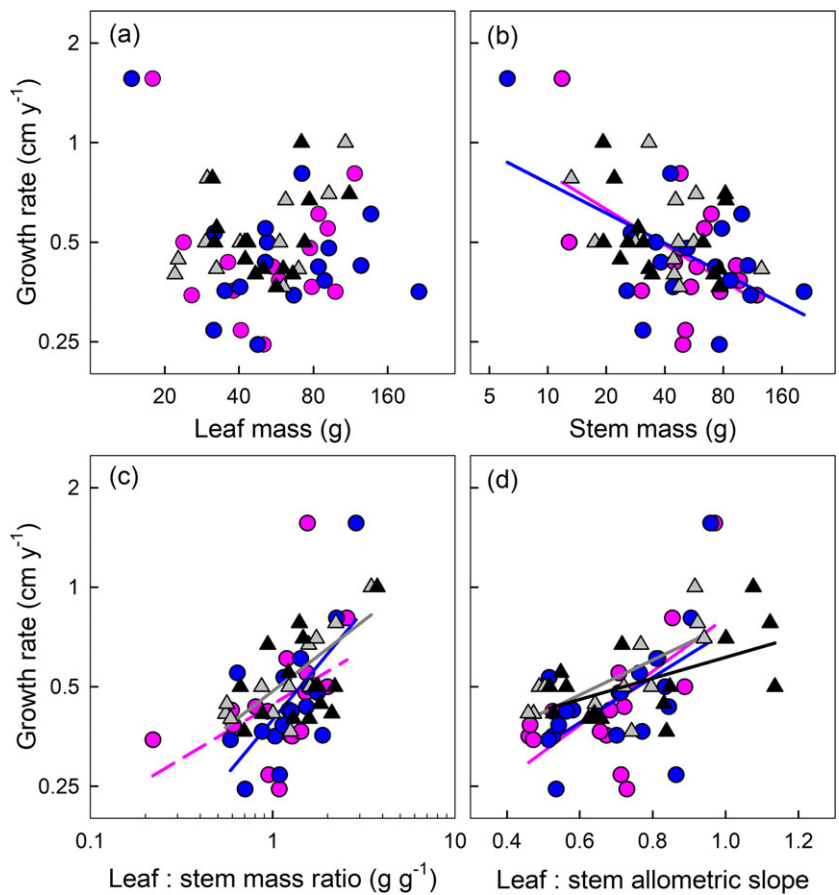 (a)
(b)
2
1
0.5
0.25
Growth rate (cm y⁻¹)
20 40 80 160
5 10 20 40 80 160
Leaf mass (g)
Stem mass (g)
(c)
(d)
2
1
0.5
0.25
Growth rate (cm y⁻¹)
0.1 1 10
0.4 0.6 0.8 1.0 1.2
Leaf : stem mass ratio (g g⁻¹)
Leaf : stem allometric slope